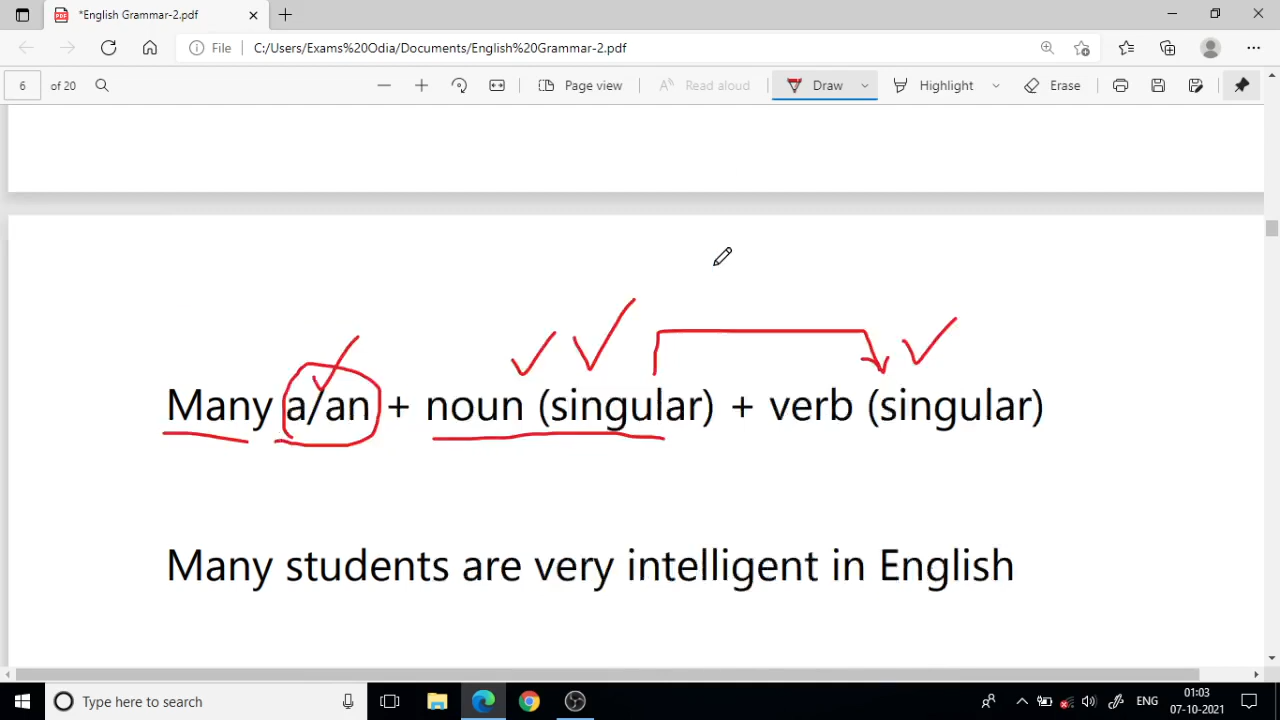 *English Grammar-2.pdf
File C:/Users/Exams%20Odia/Documents/English%20Grammar-2.pdf
6 of 20 Page view Read aloud Draw Highlight Erase
Many a/an + noun (singular) + verb (singular)
Many students are very intelligent in English
Type here to search ENG 01:03
07-10-2021